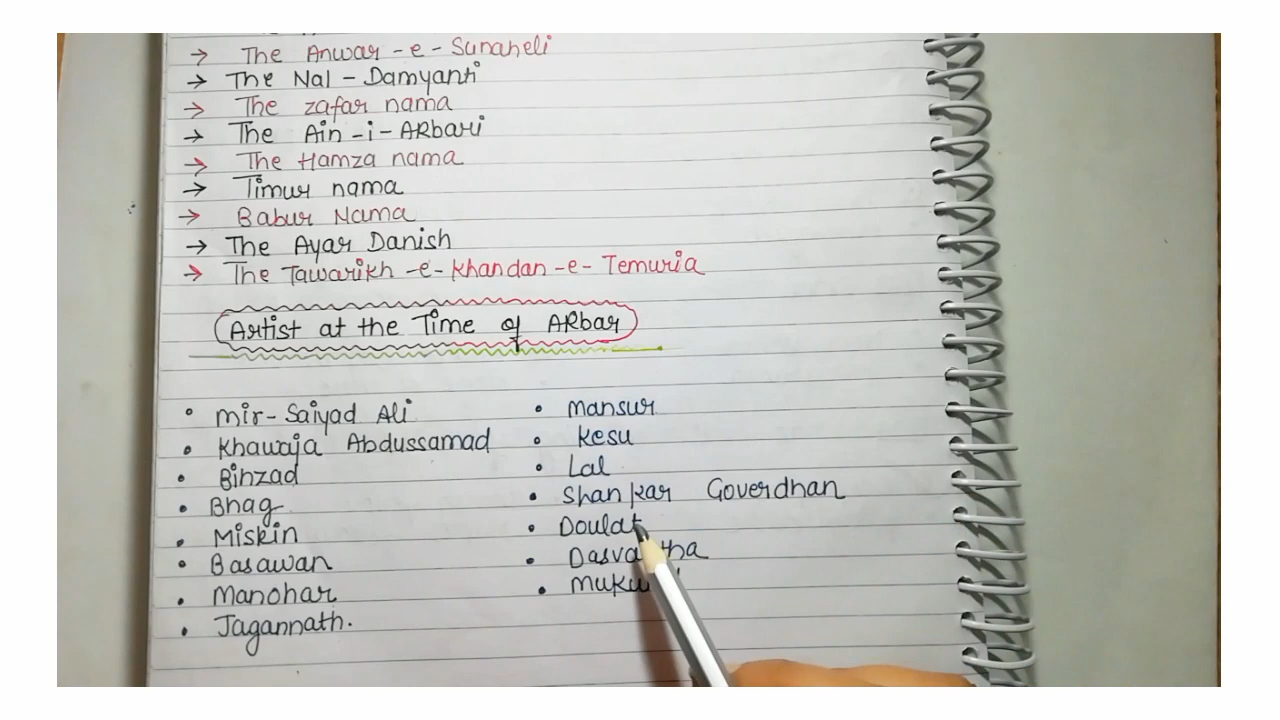 → The Anwar-e-Sunaheli
→ The Nal-Damyanti
→ The zafar nama
→ The Ain-i-Akbari
→ The Hamza nama
→ Timur nama
→ Babur Nama
→ The Ayar Danish
→ The Tawarikh-e-khandan-e-Temuria
Artist at the Time of Akbar
• Mir-Saiyad Ali
• Khawaja Abdussamad
• Bihzad
• Bhag
• Miskin
• Basawan
• Manohar
• Jagannath.
• Mansur
• Kesu
• Lal
• Shankar Goverdhan
• Doulat